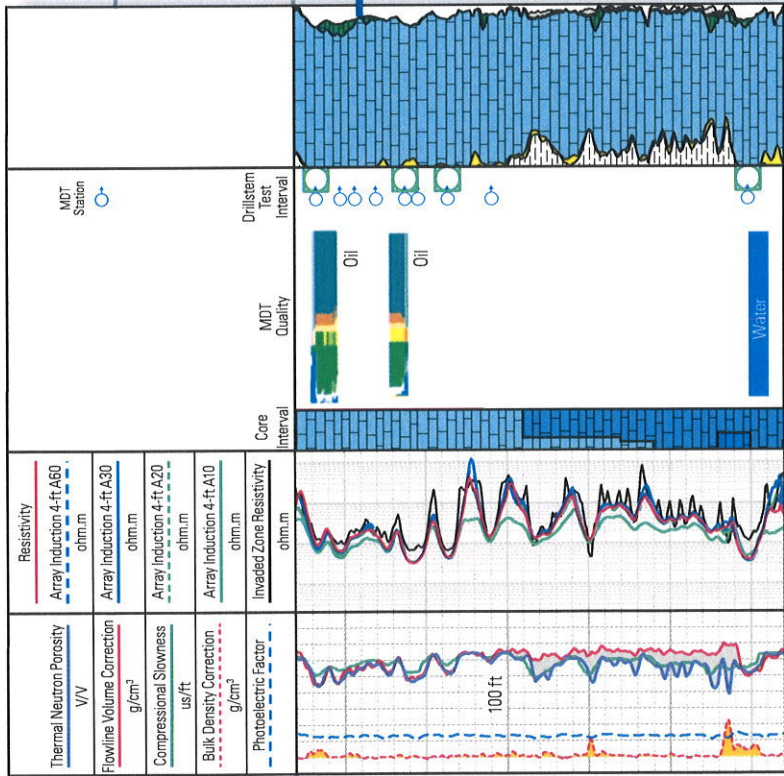 Resistivity
Array Induction 4-ft A60
ohm.m
Array Induction 4-ft A30
ohm.m
Array Induction 4-ft A20
ohm.m
Array Induction 4-ft A10
ohm.m
Invaded Zone Resistivity
ohm.m
Thermal Neutron Porosity
V/V
Flowline Volume Correction
g/cm³
Compressional Slowness
us/ft
Bulk Density Correction
g/cm³
Photoelectric Factor
Core
Interval
MDT
Quality
Drillstem
Test
Interval
MDT
Station
Oil
Oil
Water
100 ft